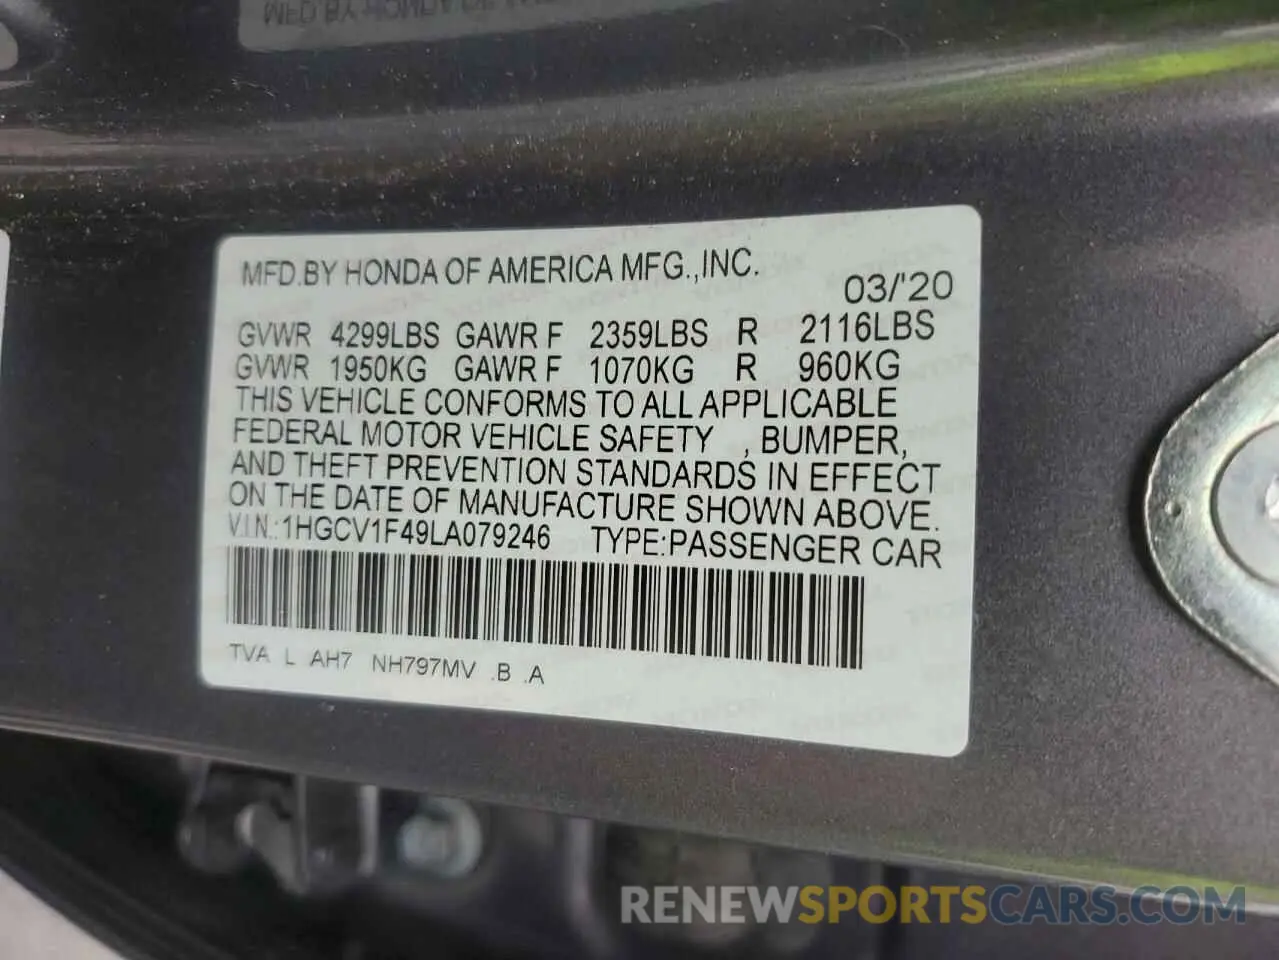 MFD.BY HONDA OF AMERICA MFG.,INC.
03/'20
GVWR 4299LBS GAWR F 2359LBS R 2116LBS
GVWR 1950KG GAWR F 1070KG R 960KG
THIS VEHICLE CONFORMS TO ALL APPLICABLE
FEDERAL MOTOR VEHICLE SAFETY , BUMPER,
AND THEFT PREVENTION STANDARDS IN EFFECT
ON THE DATE OF MANUFACTURE SHOWN ABOVE.
V.I.N.:1HGCV1F49LA079246 TYPE:PASSENGER CAR
TVA L AH7 NH797MV .B .A
RENEWSPORTSCARS.COM